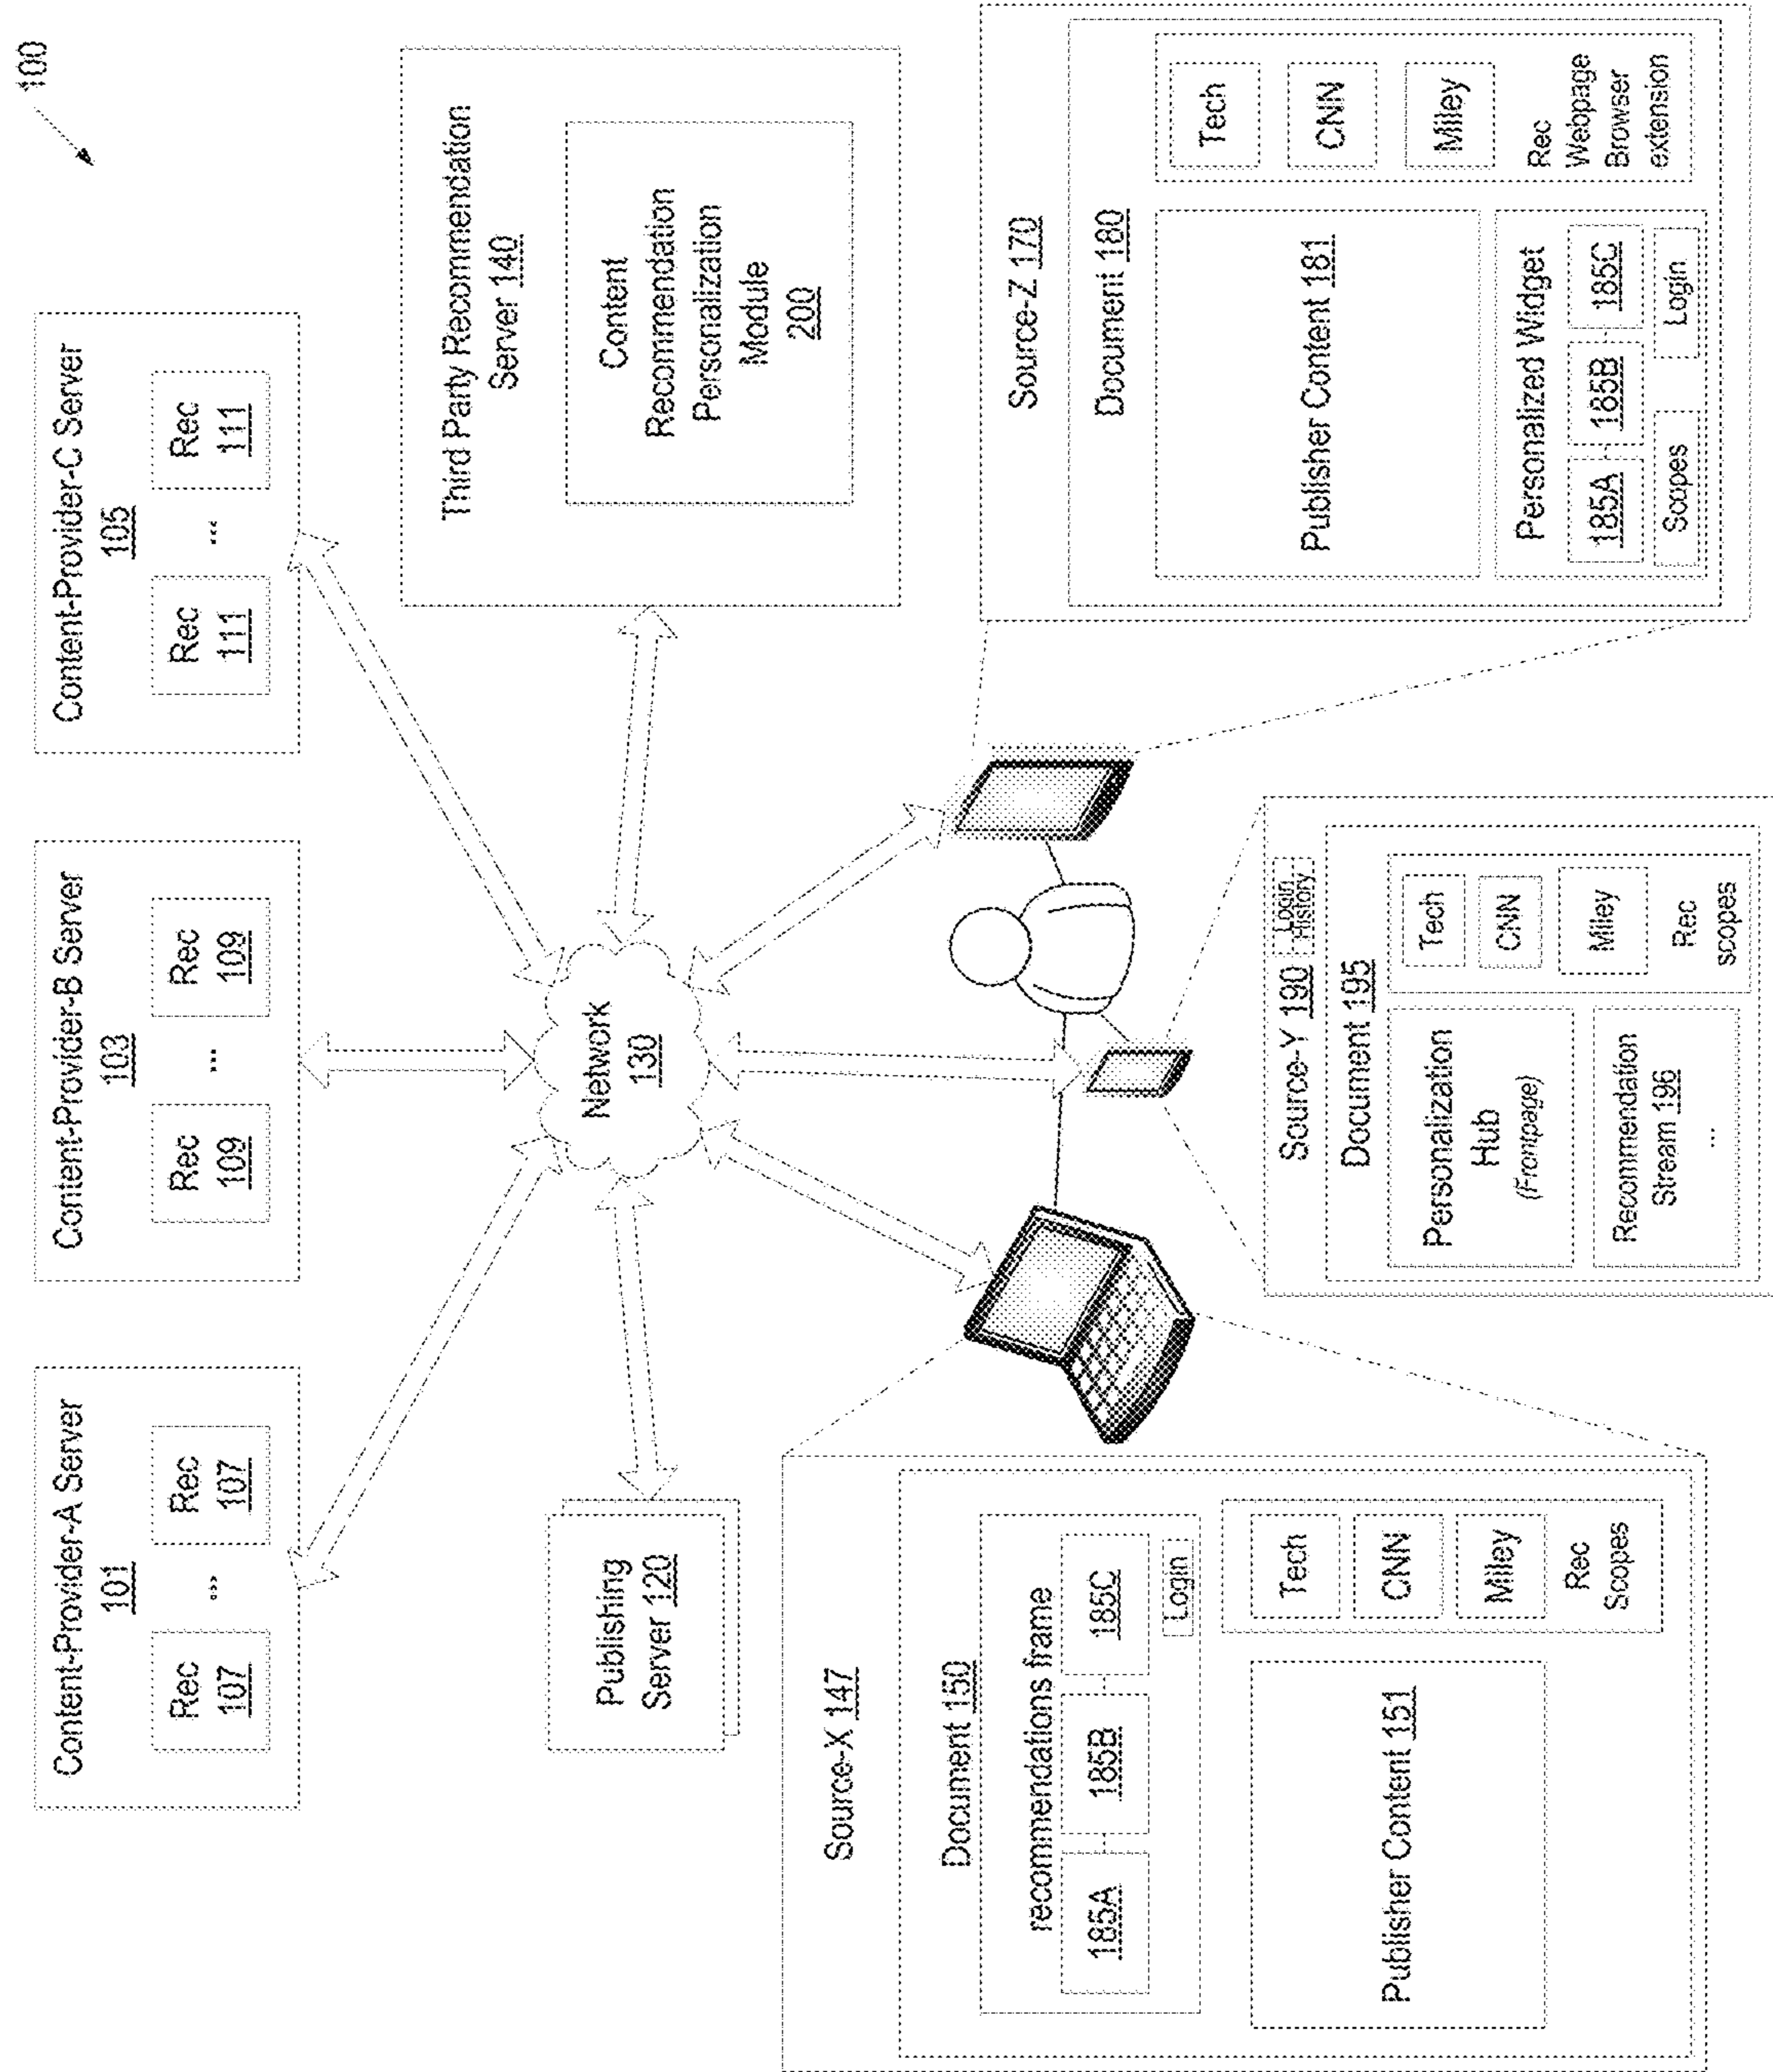 100
Content-Provider-A Server
101
Rec
107
...
Rec
107
Content-Provider-B Server
103
Rec
109
...
Rec
109
Content-Provider-C Server
105
Rec
111
...
Rec
111
Publishing
Server 120
Network
130
Third Party Recommendation
Server 140
Content
Recommendation
Personalization
Module
200
Source-X 147
Document 150
recommendations frame
185A
185B
185C
Login
Publisher Content 151
Tech
CNN
Miley
Rec
Scopes
Source-Y 190
Login
History
Document 195
Personalization
Hub
(Frontpage)
Recommendation
Stream 196
...
Tech
CNN
Miley
Rec
scopes
Source-Z 170
Document 180
Publisher Content 181
Personalized Widget
185A
185B
185C
Scopes
Login
Tech
CNN
Miley
Rec
Webpage
Browser
extension